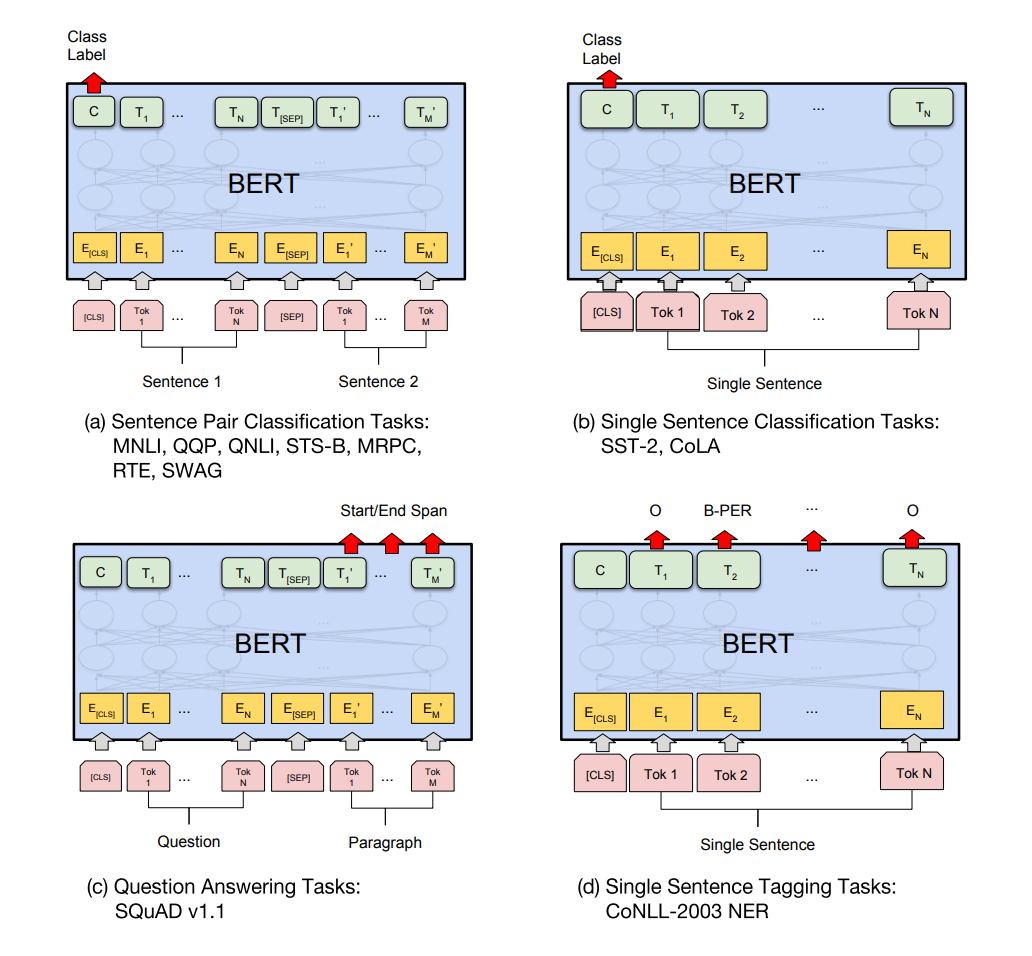 Class
Label
C T1 ... TN T[SEP] T1' ... TM'
...
BERT
...
E[CLS] E1 ... EN E[SEP] E1' ... EM'
[CLS] Tok 1 ... Tok N [SEP] Tok 1 ... Tok M
Sentence 1 Sentence 2
(a) Sentence Pair Classification Tasks:
MNLI, QQP, QNLI, STS-B, MRPC,
RTE, SWAG
Class
Label
C T1 T2 ... TN
...
BERT
...
E[CLS] E1 E2 ... EN
[CLS] Tok 1 Tok 2 ... Tok N
Single Sentence
(b) Single Sentence Classification Tasks:
SST-2, CoLA
Start/End Span
C T1 ... TN T[SEP] T1' ... TM'
...
BERT
...
E[CLS] E1 ... EN E[SEP] E1' ... EM'
[CLS] Tok 1 ... Tok N [SEP] Tok 1 ... Tok M
Question Paragraph
(c) Question Answering Tasks:
SQuAD v1.1
O B-PER ... O
C T1 T2 ... TN
...
BERT
...
E[CLS] E1 E2 ... EN
[CLS] Tok 1 Tok 2 ... Tok N
Single Sentence
(d) Single Sentence Tagging Tasks:
CoNLL-2003 NER